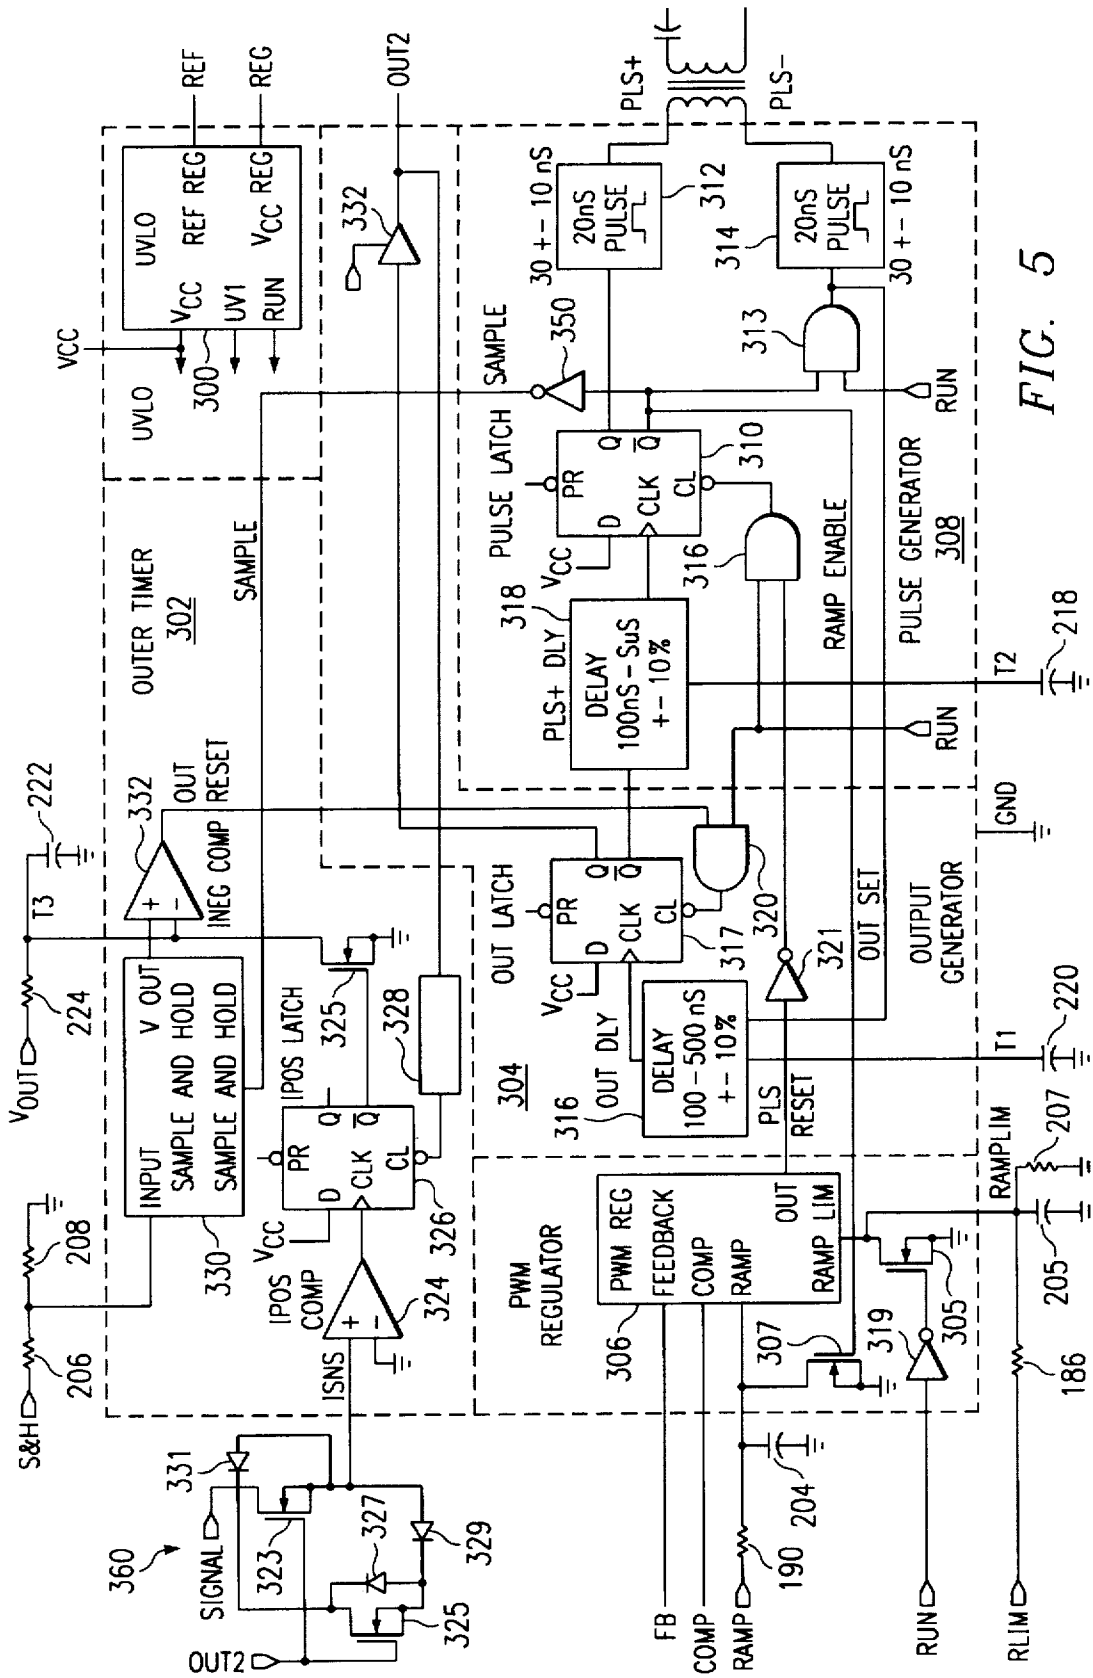 VCC
UVLO
UVLO
VCC
REF REG
REF
UV1
VCC REG
REG
RUN
300
OUTER TIMER
302
SAMPLE
S&H
206
208
VOUT
224
T3
222
INPUT
V OUT
SAMPLE AND HOLD
SAMPLE AND HOLD
330
+
−
332
INEG COMP
OUT
RESET
332
OUT2
360
SIGNAL
331
323
327
329
325
OUT2
ISNS
IPOS
COMP
+
−
324
IPOS LATCH
VCC
PR
D
Q
CLK
Q
CL
326
325
328
304
OUT LATCH
VCC
PR
D
Q
CLK
Q
CL
317
320
OUT DLY
316
DELAY
100-500 nS
+- 10%
321
OUT SET
OUTPUT
GENERATOR
T1
220
GND
PLS
RESET
PLS+ DLY
318
DELAY
100nS-SuS
+- 10%
PULSE LATCH
VCC
PR
D
Q
CLK
Q
CL
310
316
SAMPLE
350
30 +- 10 nS
20nS
PULSE
312
PLS+
PLS-
313
314
20nS
PULSE
30 +- 10 nS
RUN
RUN
RAMP ENABLE
PULSE GENERATOR
308
T2
218
PWM
REGULATOR
306
PWM REG
FEEDBACK
COMP
RAMP
OUT
RAMP LIM
307
319
305
RAMPLIM
207
205
186
FB
COMP
RAMP
190
204
RUN
RLIM
FIG. 5